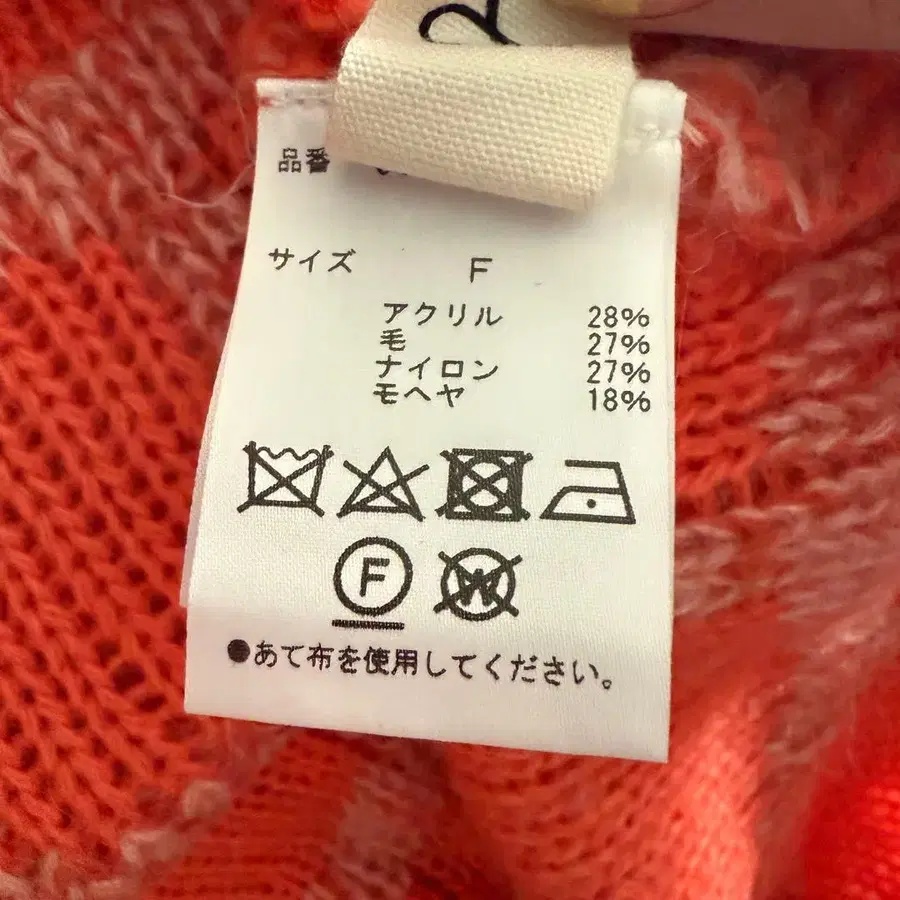 2
品番
サイズ F
アクリル 28%
毛 27%
ナイロン 27%
モヘヤ 18%
F W
●あて布を使用してください。